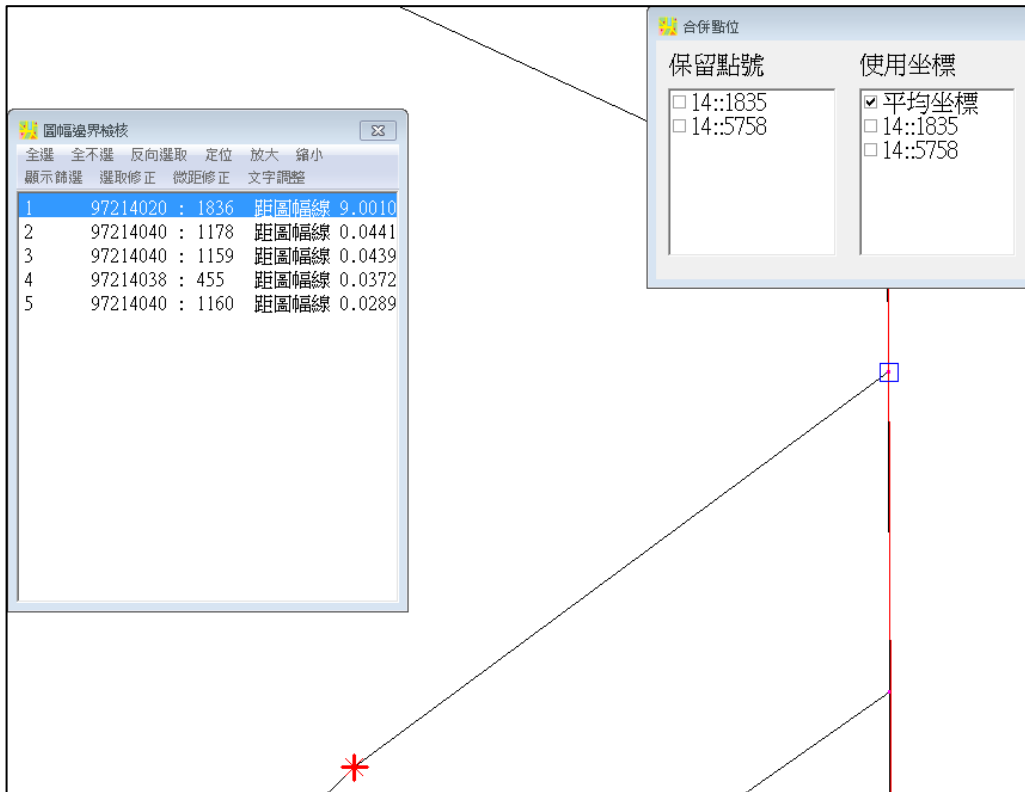 合併點位
保留點號
使用坐標
14::1835
14::5758
平均坐標
14::1835
14::5758
圖幅邊界檢核
全選 全不選 反向選取 定位 放大 縮小
顯示篩選 選取修正 微距修正 文字調整
1 97214020 : 1836 距圖幅線 9.0010
2 97214040 : 1178 距圖幅線 0.0441
3 97214040 : 1159 距圖幅線 0.0439
4 97214038 : 455 距圖幅線 0.0372
5 97214040 : 1160 距圖幅線 0.0289